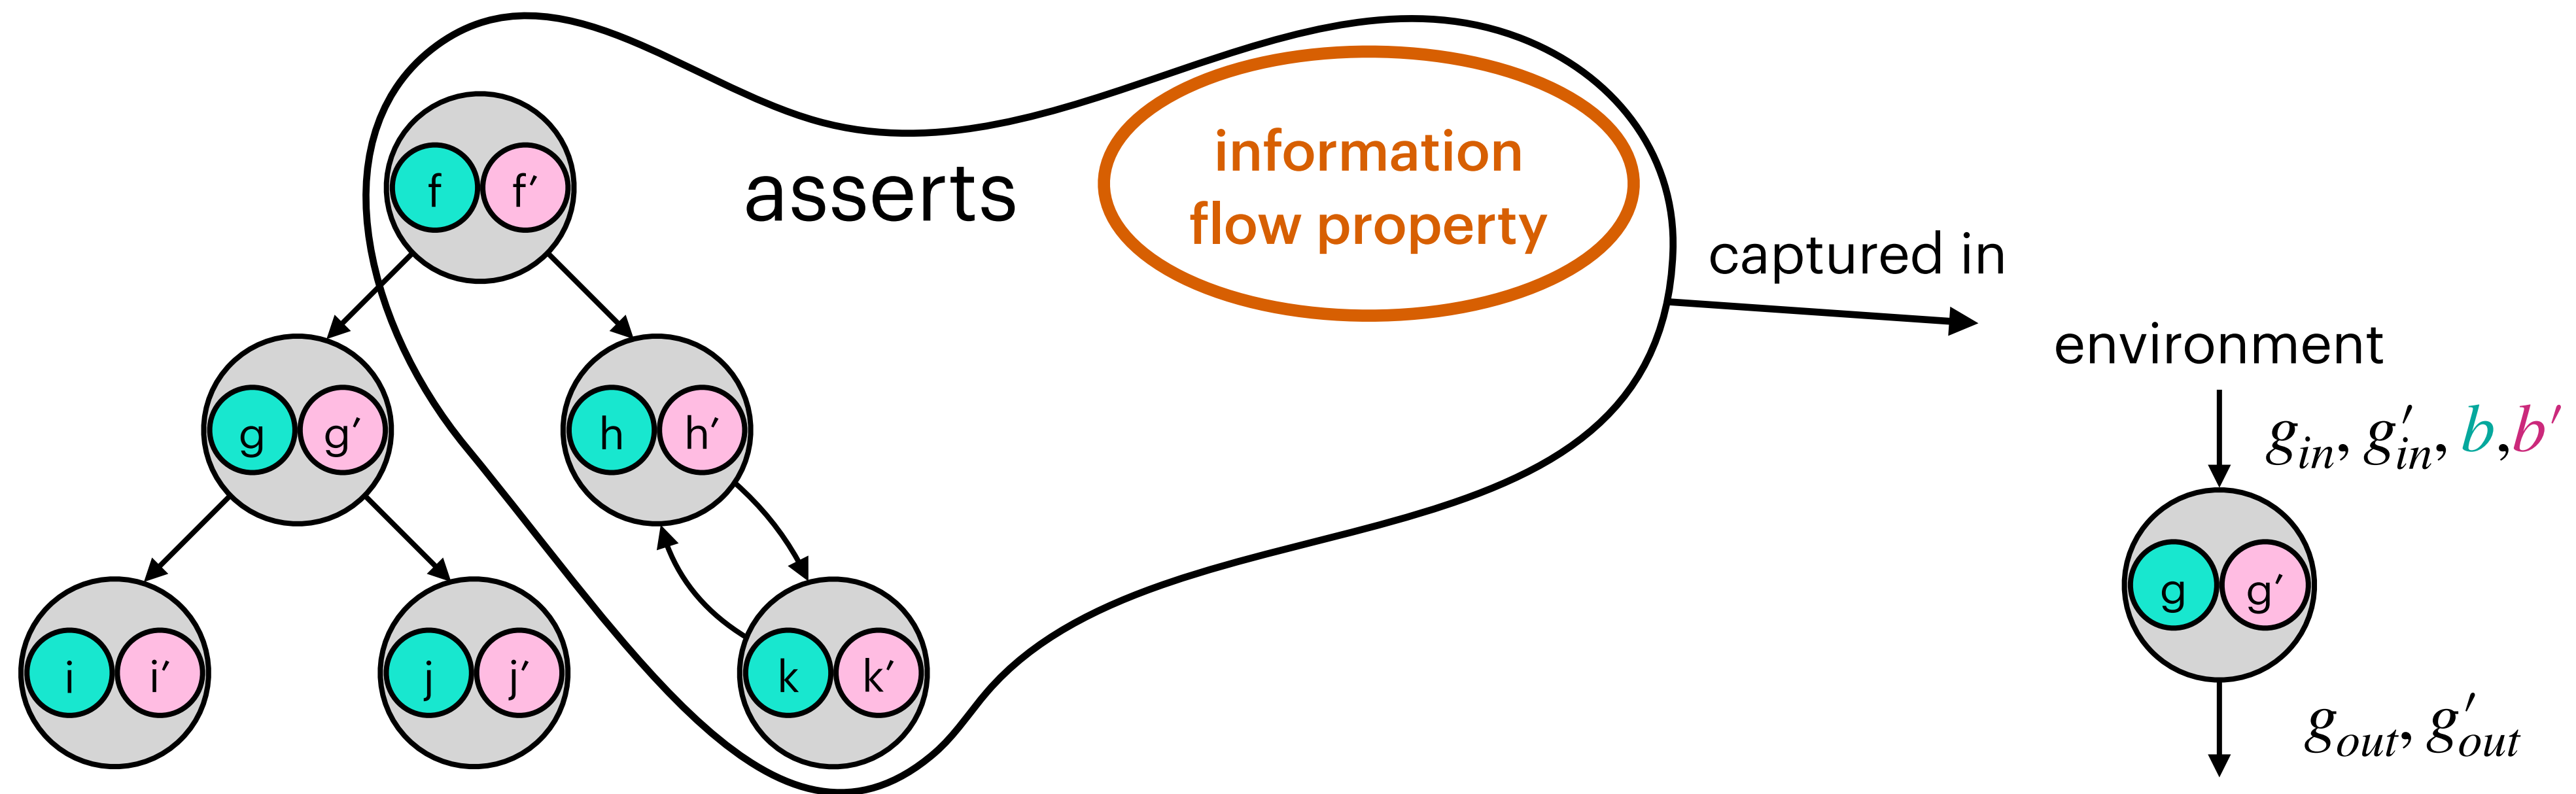 f f′
asserts
information
flow property
captured in
environment
g g′
h h′
g_in, g′_in, b, b′
g g′
i i′
j j′
k k′
g_out, g′_out